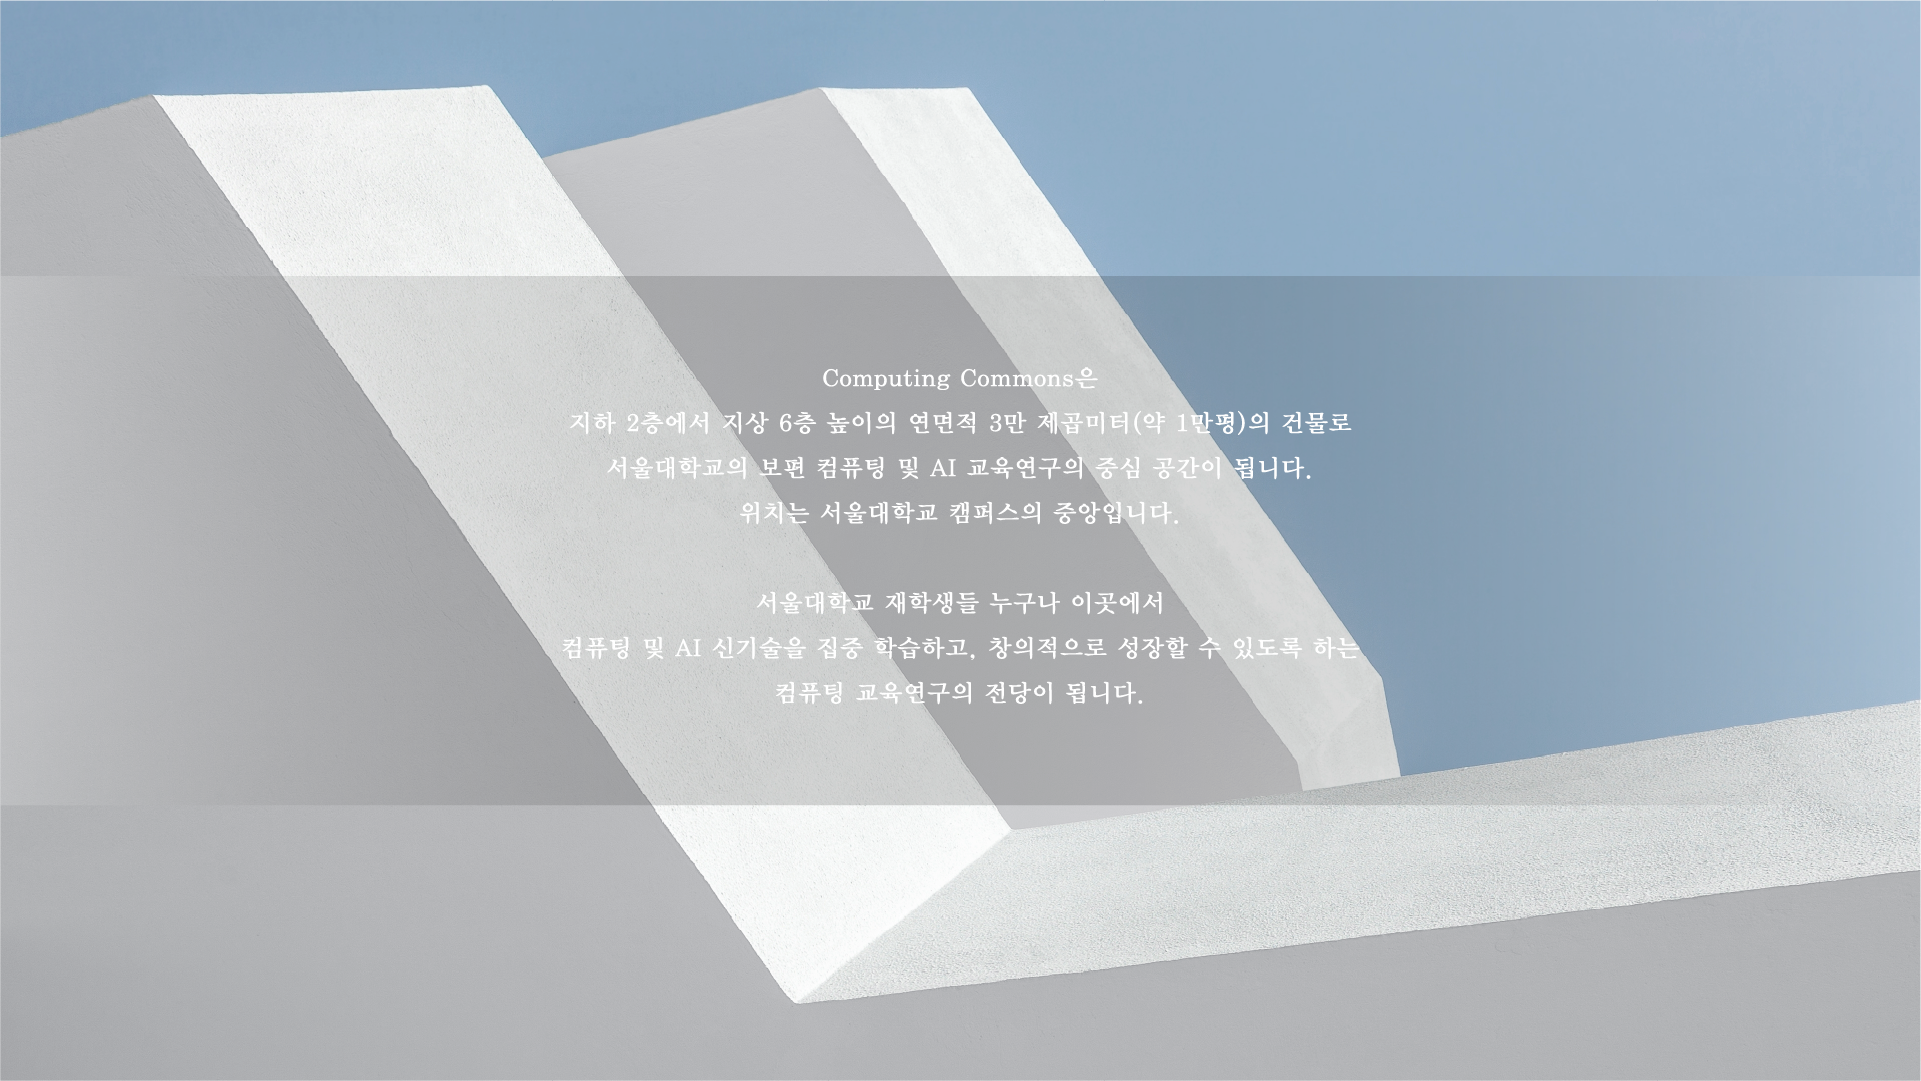 Computing Commons은
지하 2층에서 지상 6층 높이의 연면적 3만 제곱미터(약 1만평)의 건물로
서울대학교의 보편 컴퓨팅 및 AI 교육연구의 중심 공간이 됩니다.
위치는 서울대학교 캠퍼스의 중앙입니다.
서울대학교 재학생들 누구나 이곳에서
컴퓨팅 및 AI 신기술을 집중 학습하고, 창의적으로 성장할 수 있도록 하는
컴퓨팅 교육연구의 전당이 됩니다.